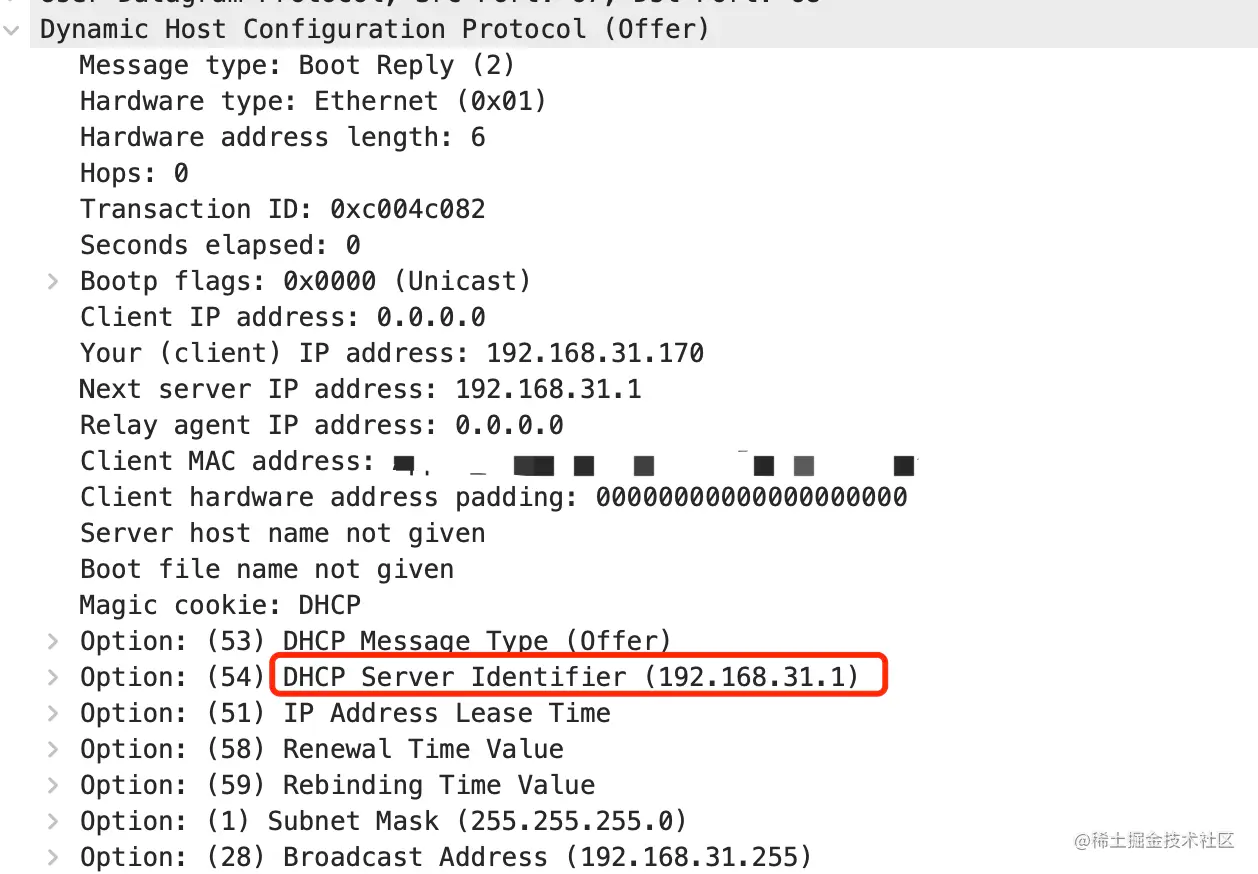 Dynamic Host Configuration Protocol (Offer)
Message type: Boot Reply (2)
Hardware type: Ethernet (0x01)
Hardware address length: 6
Hops: 0
Transaction ID: 0xc004c082
Seconds elapsed: 0
Bootp flags: 0x0000 (Unicast)
Client IP address: 0.0.0.0
Your (client) IP address: 192.168.31.170
Next server IP address: 192.168.31.1
Relay agent IP address: 0.0.0.0
Client MAC address:
Client hardware address padding: 00000000000000000000
Server host name not given
Boot file name not given
Magic cookie: DHCP
Option: (53) DHCP Message Type (Offer)
Option: (54) DHCP Server Identifier (192.168.31.1)
Option: (51) IP Address Lease Time
Option: (58) Renewal Time Value
Option: (59) Rebinding Time Value
Option: (1) Subnet Mask (255.255.255.0)
Option: (28) Broadcast Address (192.168.31.255)
@稀土掘金技术社区